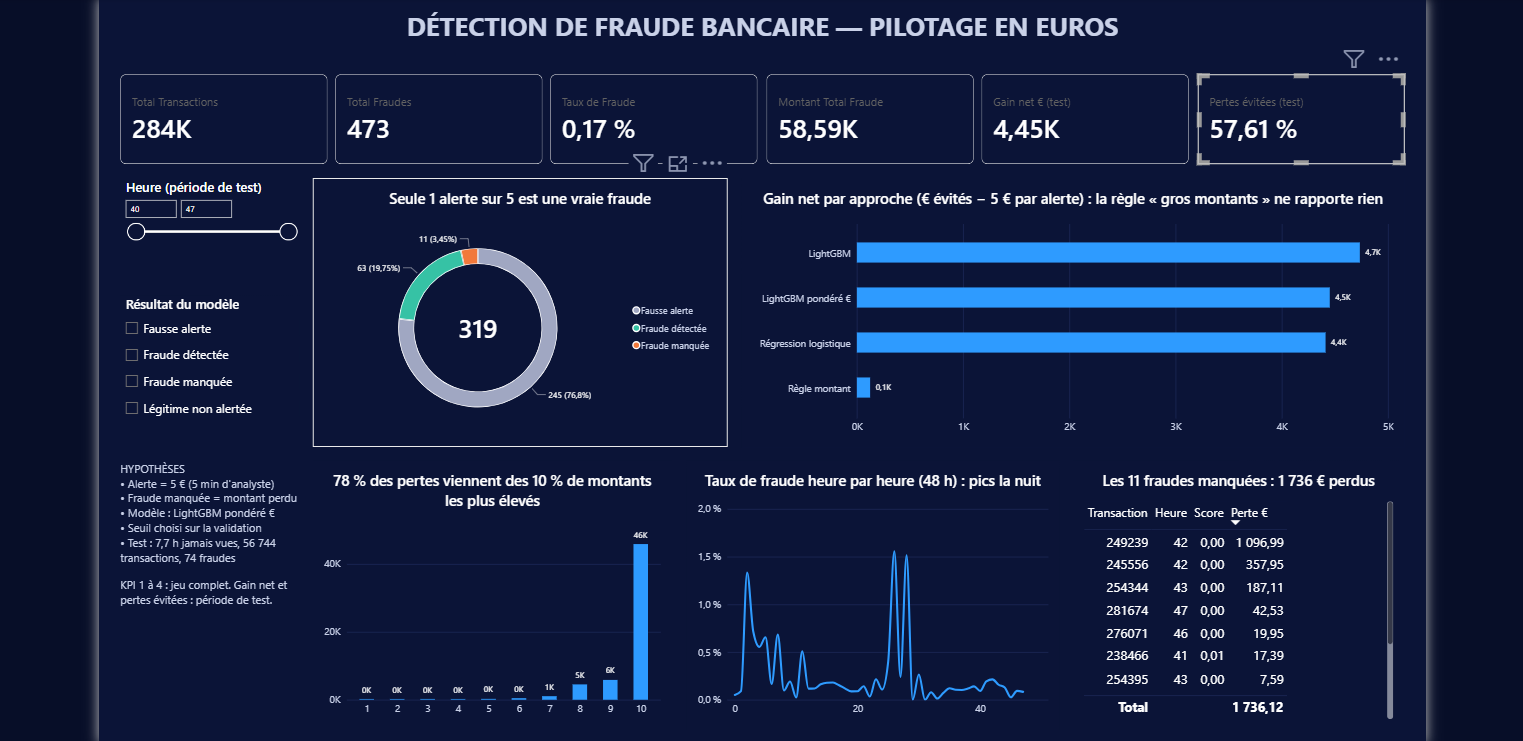 DÉTECTION DE FRAUDE BANCAIRE — PILOTAGE EN EUROS
Total Transactions
284K
Total Fraudes
473
Taux de Fraude
0,17 %
Montant Total Fraude
58,59K
Gain net € (test)
4,45K
Pertes évitées (test)
57,61 %
Heure (période de test)
40
47
Résultat du modèle
Fausse alerte
Fraude détectée
Fraude manquée
Légitime non alertée
Seule 1 alerte sur 5 est une vraie fraude
11 (3,45%)
63 (19,75%)
319
245 (76,8%)
Fausse alerte
Fraude détectée
Fraude manquée
Gain net par approche (€ évités − 5 € par alerte) : la règle « gros montants » ne rapporte rien
LightGBM
4,7K
LightGBM pondéré €
4,5K
Régression logistique
4,4K
Règle montant
0,1K
0K 1K 2K 3K 4K 5K
HYPOTHÈSES
• Alerte = 5 € (5 min d'analyste)
• Fraude manquée = montant perdu
• Modèle : LightGBM pondéré €
• Seuil choisi sur la validation
• Test : 7,7 h jamais vues, 56 744
transactions, 74 fraudes
KPI 1 à 4 : jeu complet. Gain net et
pertes évitées : période de test.
78 % des pertes viennent des 10 % de montants
les plus élevés
40K
20K
0K
0K 0K 0K 0K 0K 0K 1K 5K 6K 46K
1 2 3 4 5 6 7 8 9 10
Taux de fraude heure par heure (48 h) : pics la nuit
2,0 %
1,5 %
1,0 %
0,5 %
0,0 %
0 20 40
Les 11 fraudes manquées : 1 736 € perdus
Transaction Heure Score Perte €
249239 42 0,00 1 096,99
245556 42 0,00 357,95
254344 43 0,00 187,11
281674 47 0,00 42,53
276071 46 0,00 19,95
238466 41 0,01 17,39
254395 43 0,00 7,59
Total 1 736,12